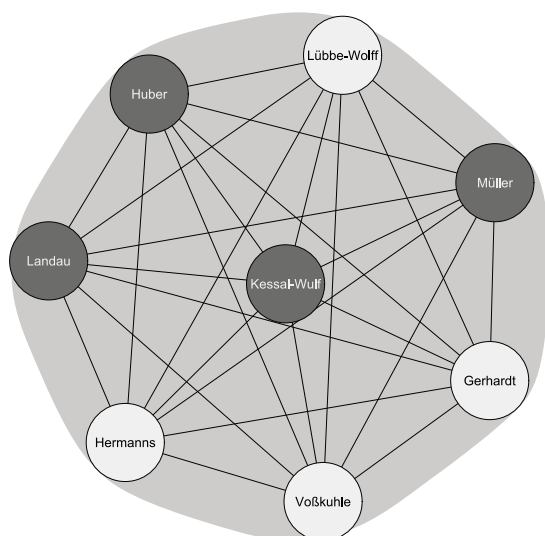 Lübbe-Wolff
Huber
Müller
Landau
Kessal-Wulf
Gerhardt
Hermanns
Voßkuhle